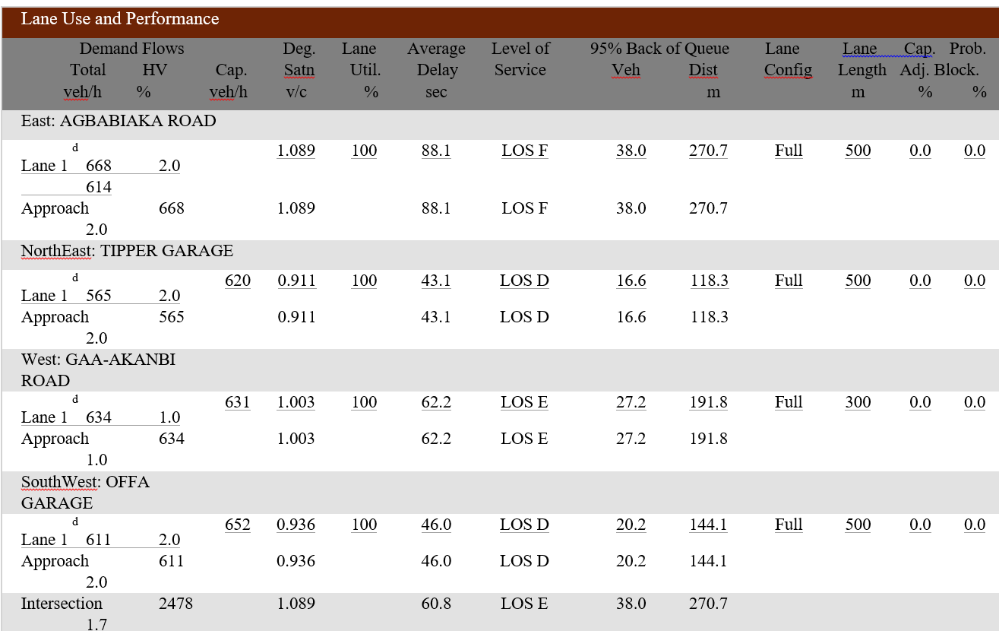 Lane Use and Performance
Demand Flows Deg. Lane Average Level of 95% Back of Queue Lane Lane Cap. Prob.
Total HV Cap. Satn Util. Delay Service Veh Dist Config Length Adj. Block.
veh/h % veh/h v/c % sec m m % %
East: AGBABIAKA ROAD
d 1.089 100 88.1 LOS F 38.0 270.7 Full 500 0.0 0.0
Lane 1 668 2.0
614
Approach 668 1.089 88.1 LOS F 38.0 270.7
2.0
NorthEast: TIPPER GARAGE
d 620 0.911 100 43.1 LOS D 16.6 118.3 Full 500 0.0 0.0
Lane 1 565 2.0
Approach 565 0.911 43.1 LOS D 16.6 118.3
2.0
West: GAA-AKANBI
ROAD
d 631 1.003 100 62.2 LOS E 27.2 191.8 Full 300 0.0 0.0
Lane 1 634 1.0
Approach 634 1.003 62.2 LOS E 27.2 191.8
1.0
SouthWest: OFFA
GARAGE
d 652 0.936 100 46.0 LOS D 20.2 144.1 Full 500 0.0 0.0
Lane 1 611 2.0
Approach 611 0.936 46.0 LOS D 20.2 144.1
2.0
Intersection 2478 1.089 60.8 LOS E 38.0 270.7
1.7